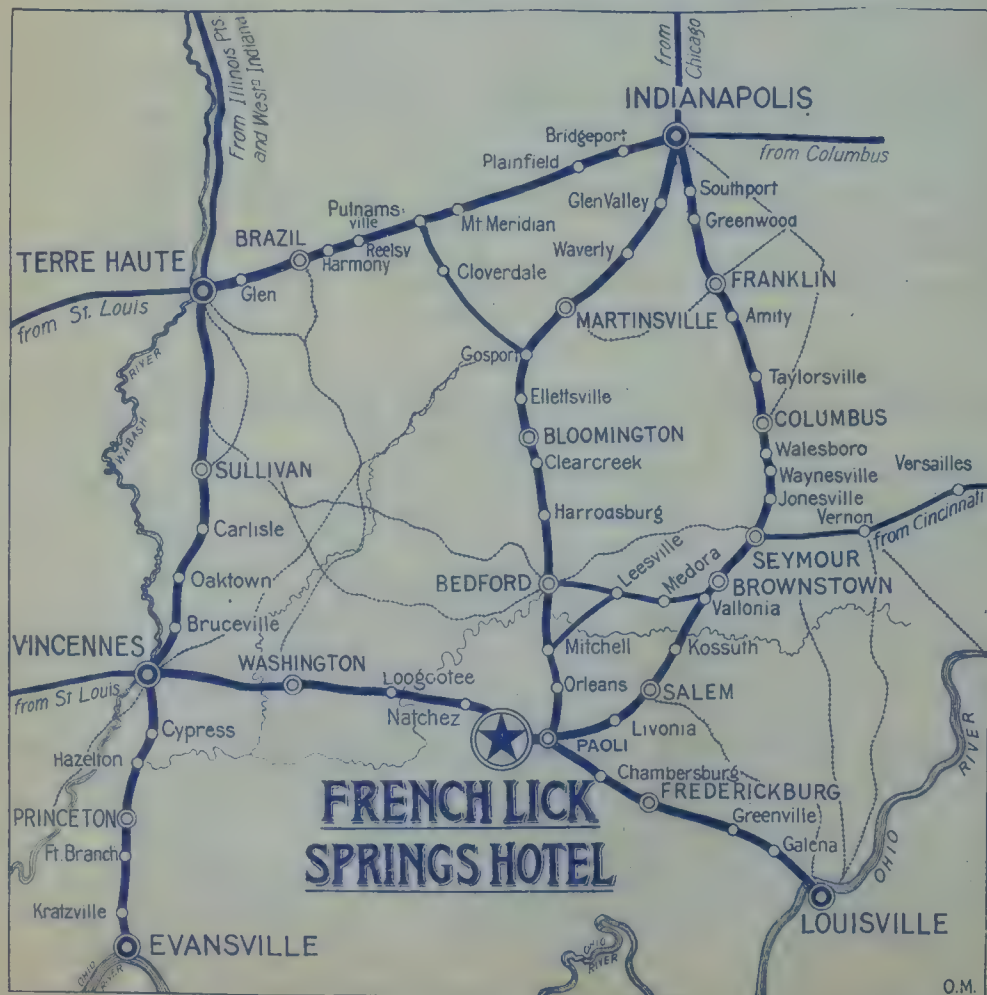 From Illinois Pts.
and West'n Indiana
from
Chicago
INDIANAPOLIS
Bridgeport
from Columbus
Plainfield
Southport
Glen Valley
Greenwood
Putnams-
ville
Mt Meridian
BRAZIL
Waverly
Reelsv
TERRE HAUTE
Harmony
Cloverdale
FRANKLIN
Glen
from St. Louis
MARTINSVILLE
Amity
Gosport
RIVER
WABASH
Taylorsville
Ellettsville
COLUMBUS
BLOOMINGTON
Walesboro
Clearcreek
Waynesville
Versailles
SULLIVAN
Jonesville
Vernon
from Cincinnati
Carlisle
Harrodsburg
SEYMOUR
Leesville
Medora
BEDFORD
BROWNSTOWN
Oaktown
Vallonia
Bruceville
Mitchell
Kossuth
VINCENNES
WASHINGTON
Loogootee
Orleans
SALEM
from St Louis
Natchez
Livonia
Cypress
PAOLI
RIVER
Hazelton
Chambersburg
FRENCH LICK
SPRINGS HOTEL
FREDERICKBURG
PRINCETON
Greenville
Ft. Branch
Galena
OHIO
Kratzville
LOUISVILLE
EVANSVILLE
OHIO
RIVER
OHIO
RIVER
O.M.